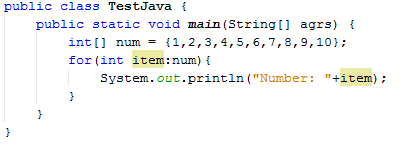 public class TestJava {
public static void main(String[] agrs) {
int[] num = {1,2,3,4,5,6,7,8,9,10};
for(int item:num){
System.out.println("Number: "+item);
}
}
}